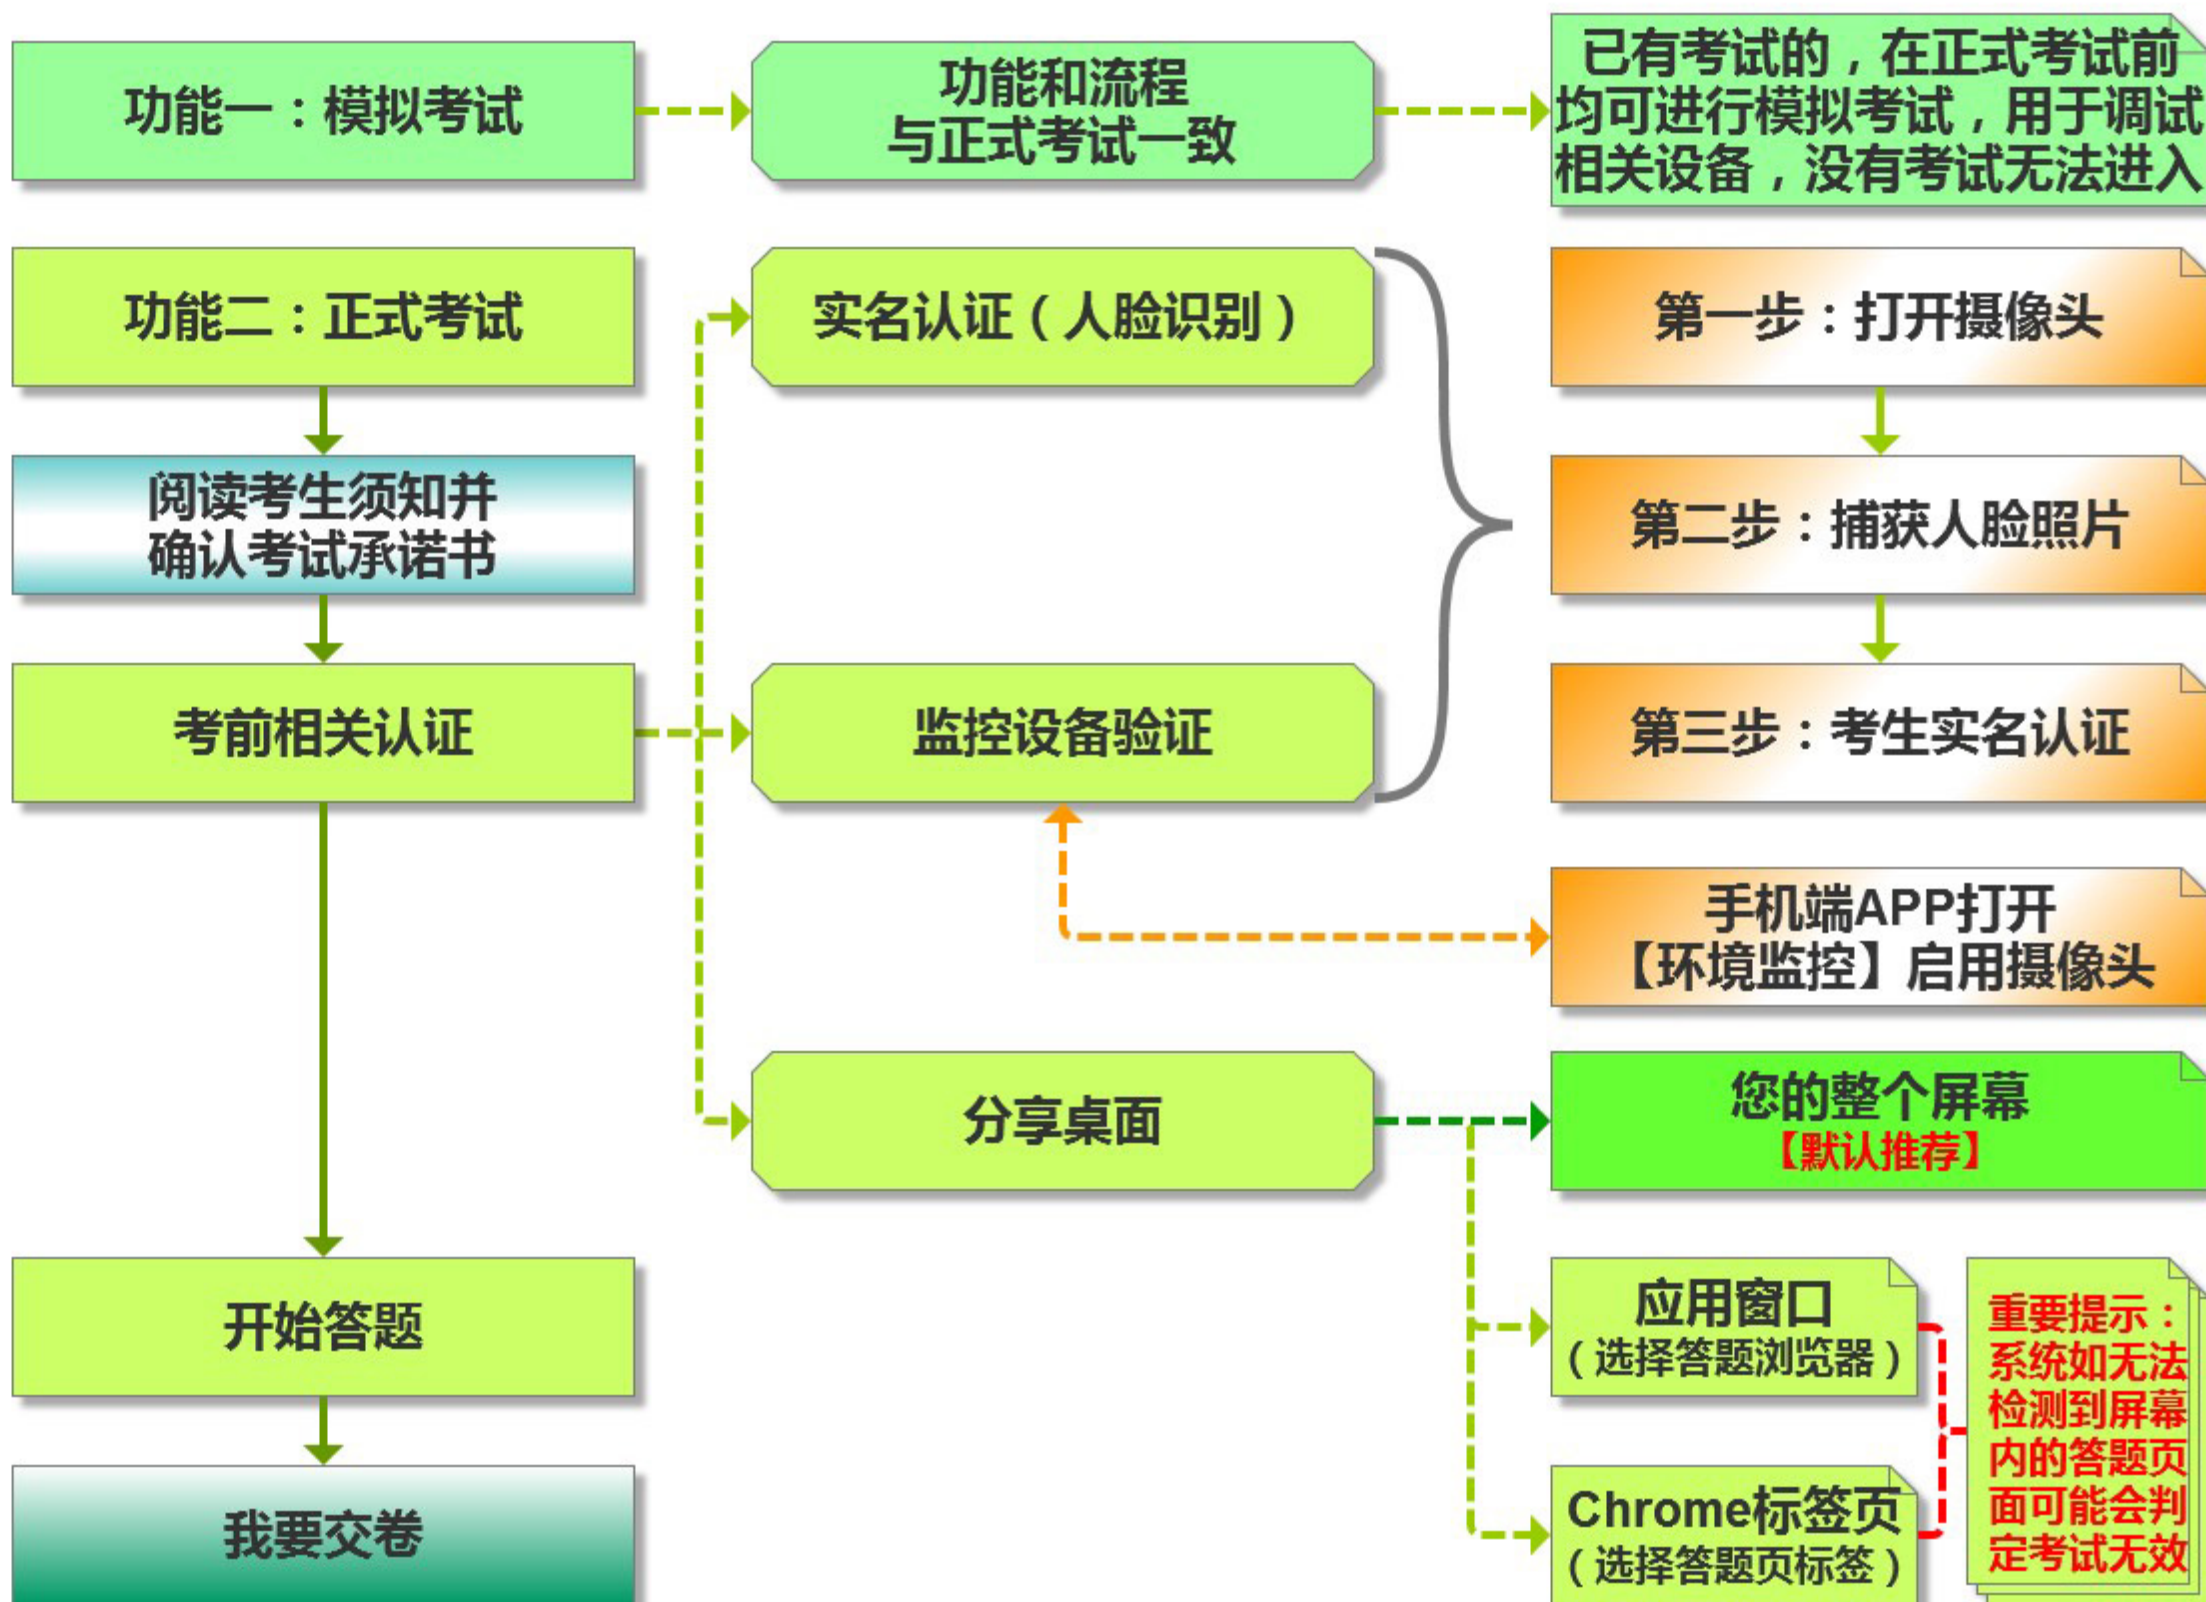 功能一：模拟考试
功能和流程
与正式考试一致
已有考试的，在正式考试前
均可进行模拟考试，用于调试
相关设备，没有考试无法进入
功能二：正式考试
实名认证（人脸识别）
第一步：打开摄像头
阅读考生须知并
确认考试承诺书
第二步：捕获人脸照片
考前相关认证
监控设备验证
第三步：考生实名认证
手机端APP打开
【环境监控】启用摄像头
分享桌面
您的整个屏幕
【默认推荐】
开始答题
应用窗口
（选择答题浏览器）
重要提示：
系统如无法
检测到屏幕
内的答题页
面可能会判
定考试无效
我要交卷
Chrome标签页
（选择答题页标签）